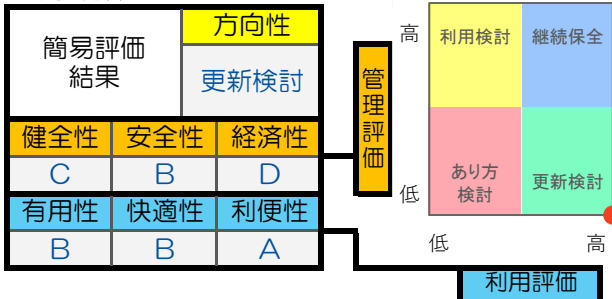 簡易評価
結果
方向性
更新検討
健全性 安全性 経済性
C B D
有用性 快適性 利便性
B B A
管理評価
高
低
利用検討 継続保全
あり方
検討
更新検討
低 高
利用評価